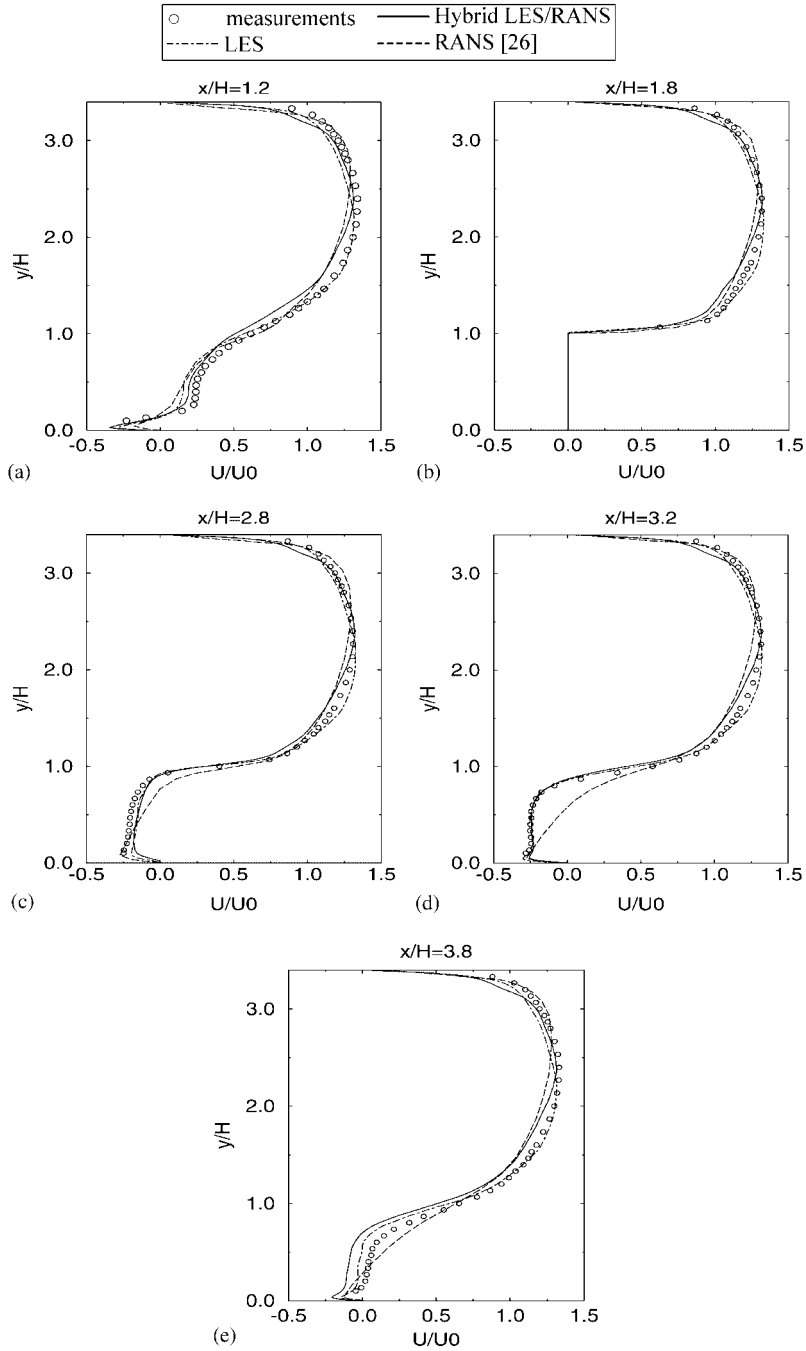 measurements
Hybrid LES/RANS
LES
RANS [26]
x/H=1.2
x/H=1.8
3.0
2.0
1.0
0.0
y/H
-0.5 0.0 0.5 1.0 1.5
U/U0
(a)
3.0
2.0
1.0
0.0
y/H
-0.5 0.0 0.5 1.0 1.5
U/U0
(b)
x/H=2.8
x/H=3.2
3.0
2.0
1.0
0.0
y/H
-0.5 0.0 0.5 1.0 1.5
U/U0
(c)
3.0
2.0
1.0
0.0
y/H
-0.5 0.0 0.5 1.0 1.5
U/U0
(d)
x/H=3.8
3.0
2.0
1.0
0.0
y/H
-0.5 0.0 0.5 1.0 1.5
U/U0
(e)